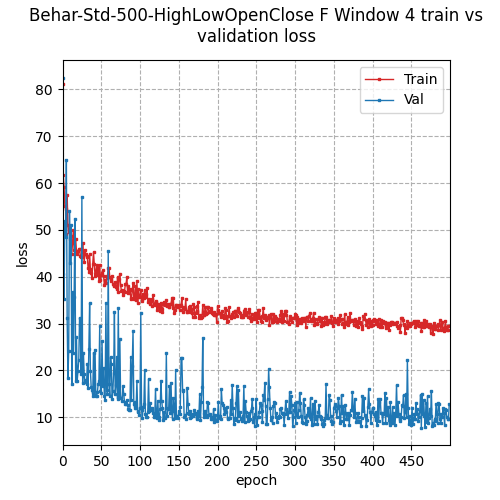 Behar-Std-500-HighLowOpenClose F Window 4 train vs
validation loss
Train
Val
80
70
60
50
40
30
20
10
loss
0 50 100 150 200 250 300 350 400 450
epoch